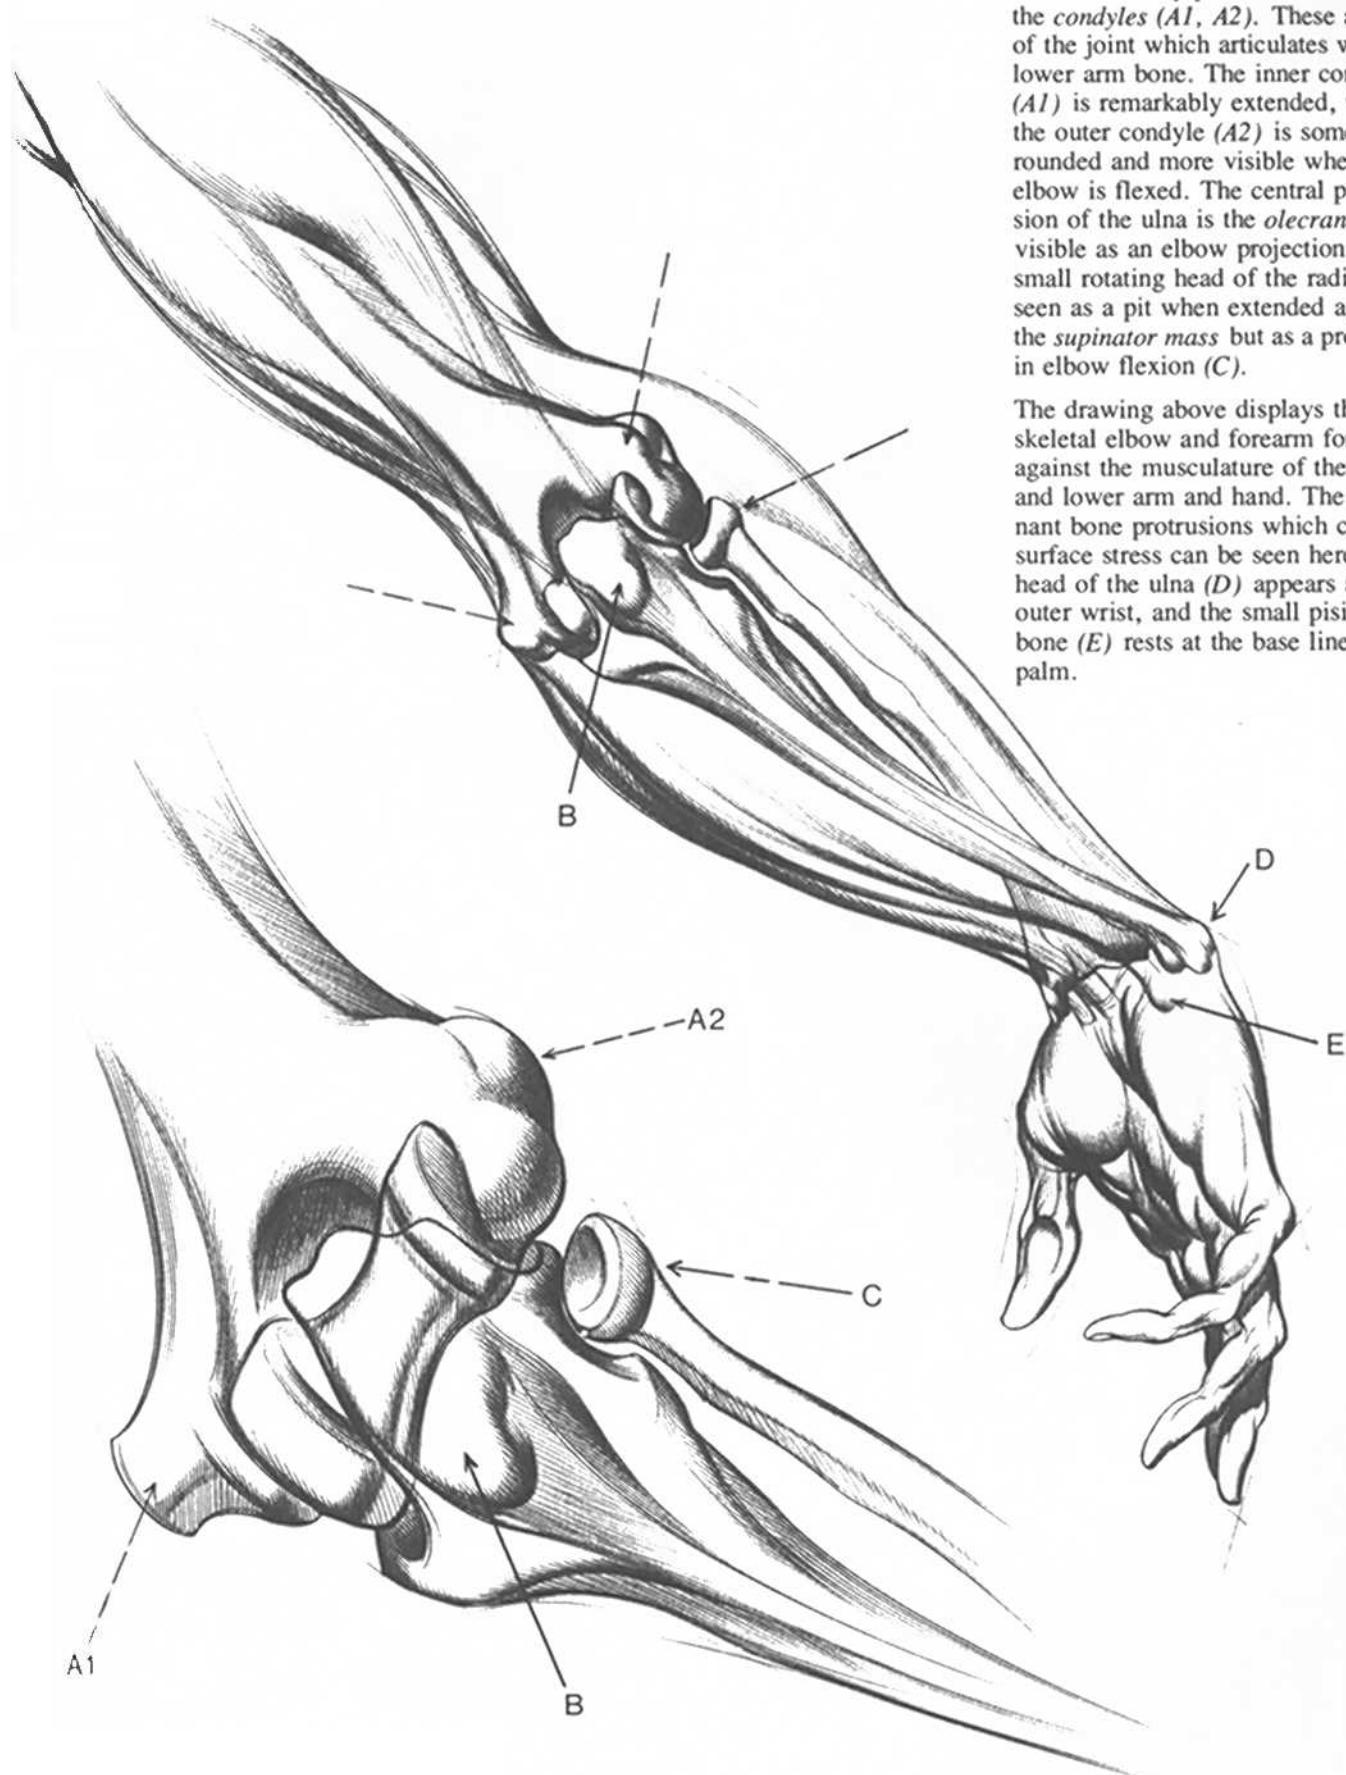 the condyles (A1, A2). These
of the joint which articulates
lower arm bone. The inner
(A1) is remarkably extended,
the outer condyle (A2) is
rounded and more visible
elbow is flexed. The central
sion of the ulna is the
visible as an elbow projection
small rotating head of the
seen as a pit when extended
the supinator mass but as a
in elbow flexion (C).
The drawing above displays
skeletal elbow and forearm
against the musculature of the
and lower arm and hand. The
nant bone protrusions which
surface stress can be seen
head of the ulna (D) appears
outer wrist, and the small
bone (E) rests at the base line
palm.
B
D
E
A2
C
A1
B